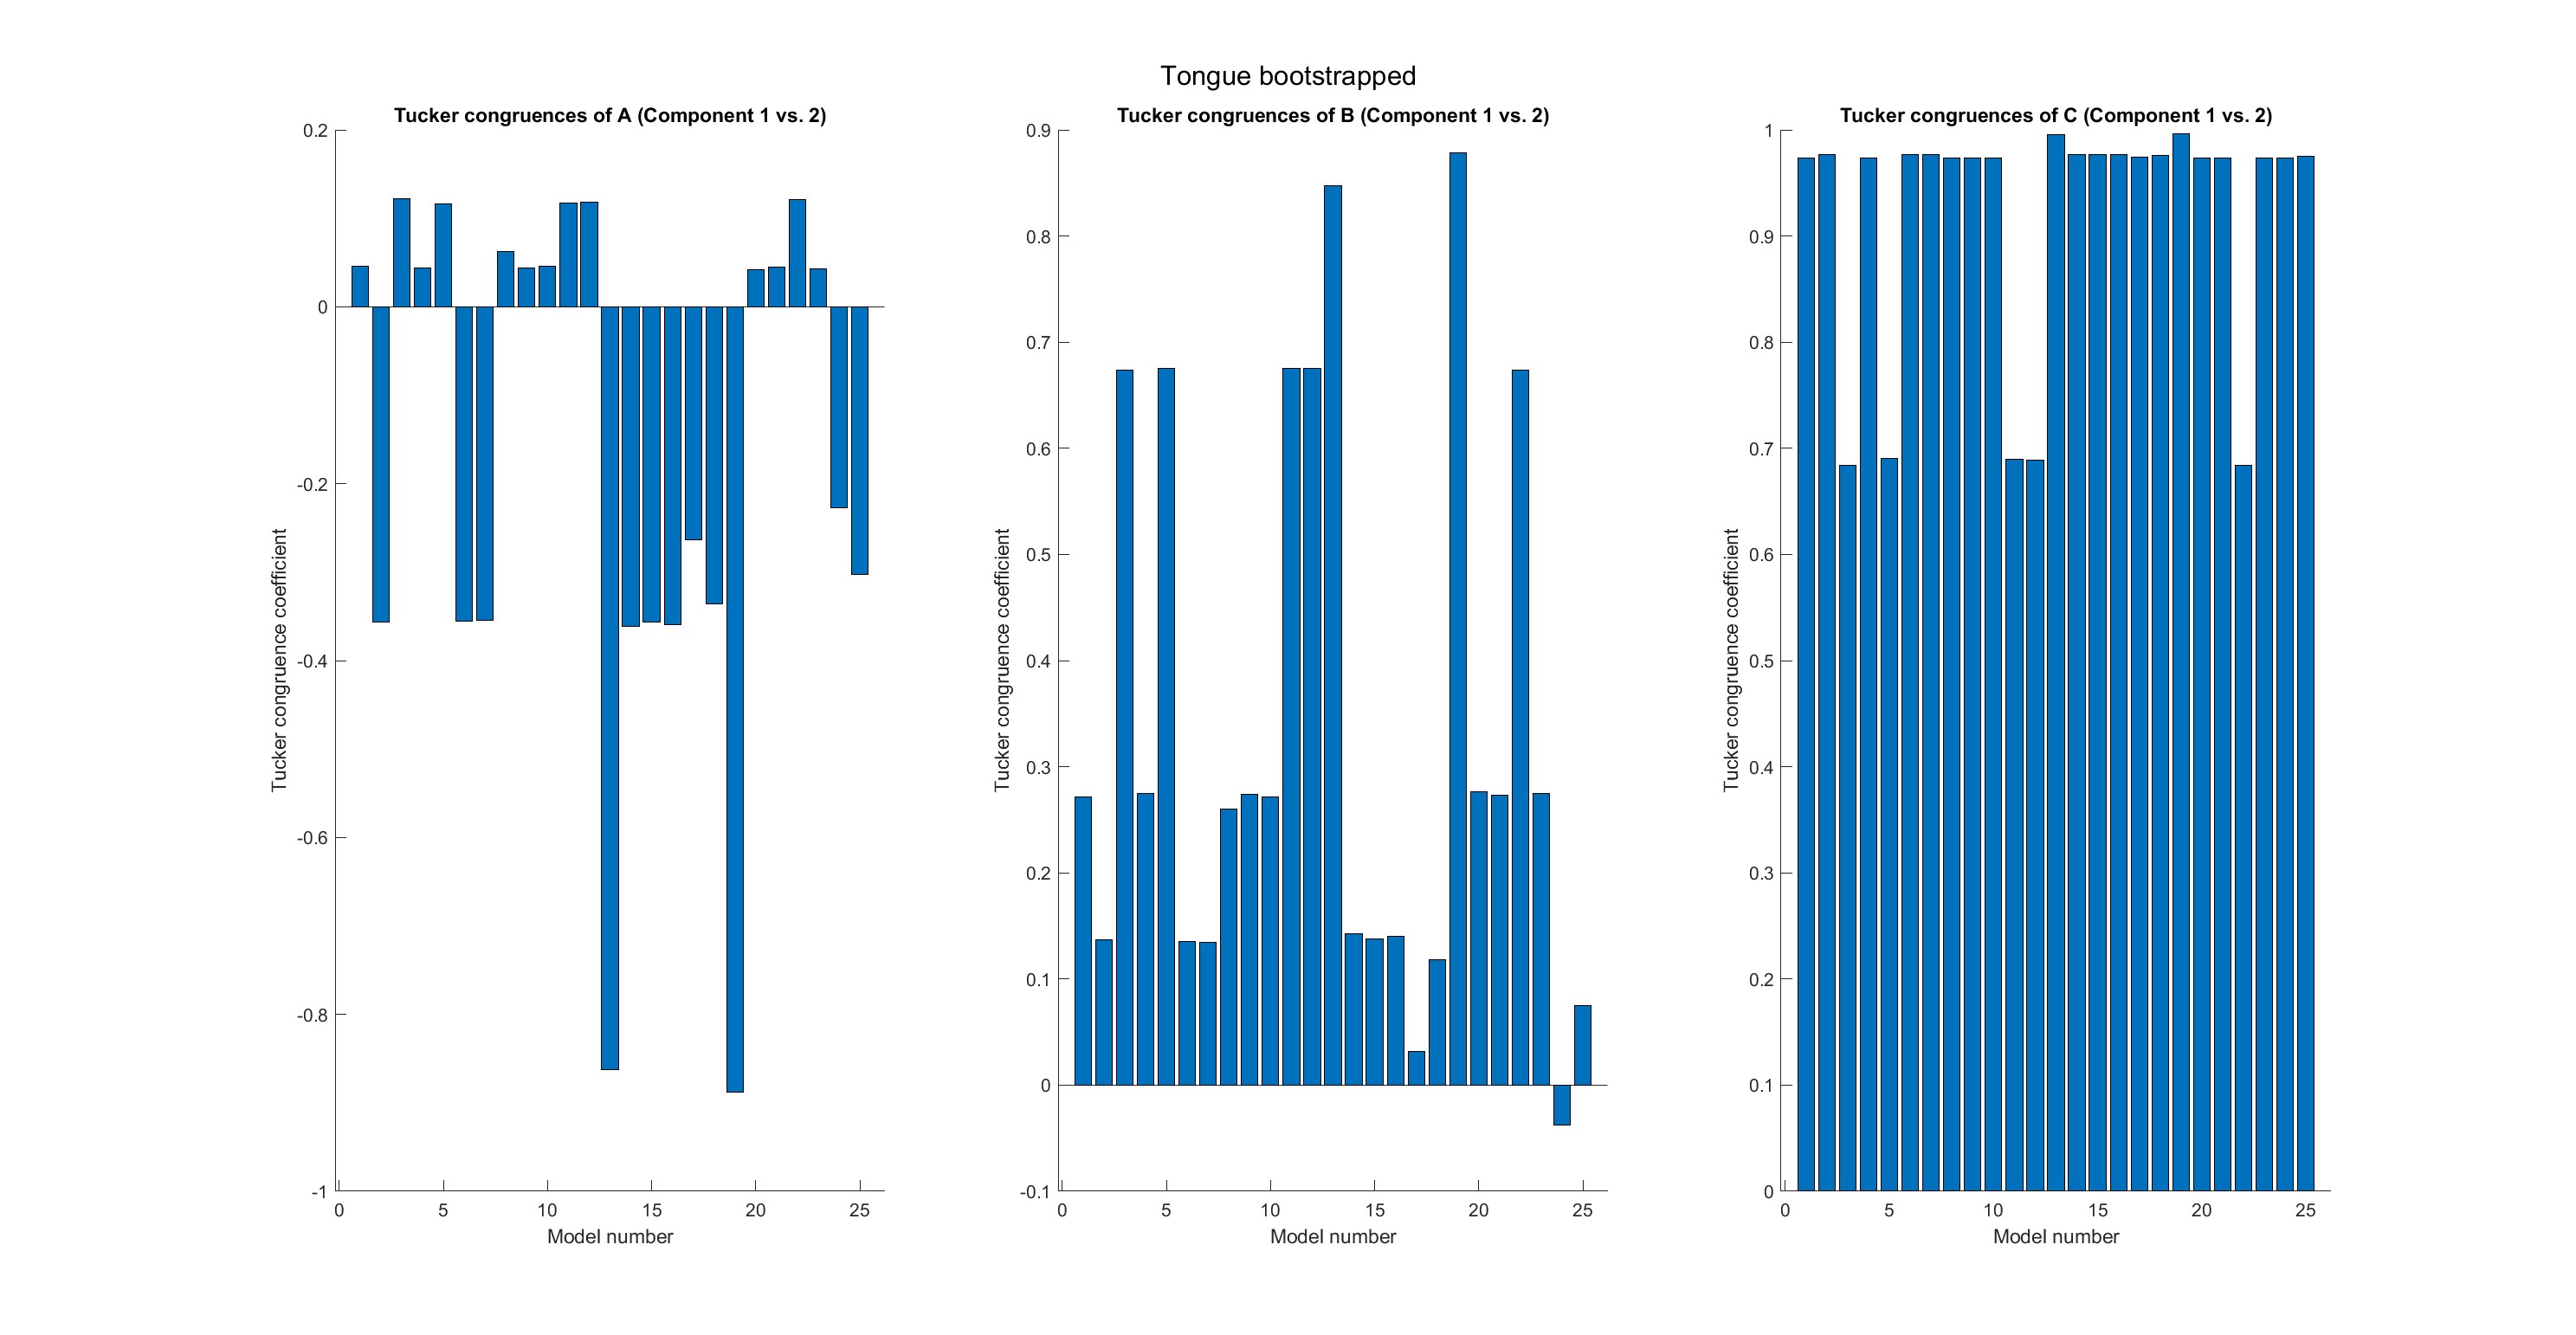 Tongue bootstrapped
Tucker congruences of A (Component 1 vs. 2)
0.2
0
-0.2
-0.4
-0.6
-0.8
-1
Tucker congruence coefficient
0 5 10 15 20 25
Model number
Tucker congruences of B (Component 1 vs. 2)
0.9
0.8
0.7
0.6
0.5
0.4
0.3
0.2
0.1
0
-0.1
Tucker congruence coefficient
0 5 10 15 20 25
Model number
Tucker congruences of C (Component 1 vs. 2)
1
0.9
0.8
0.7
0.6
0.5
0.4
0.3
0.2
0.1
0
Tucker congruence coefficient
0 5 10 15 20 25
Model number